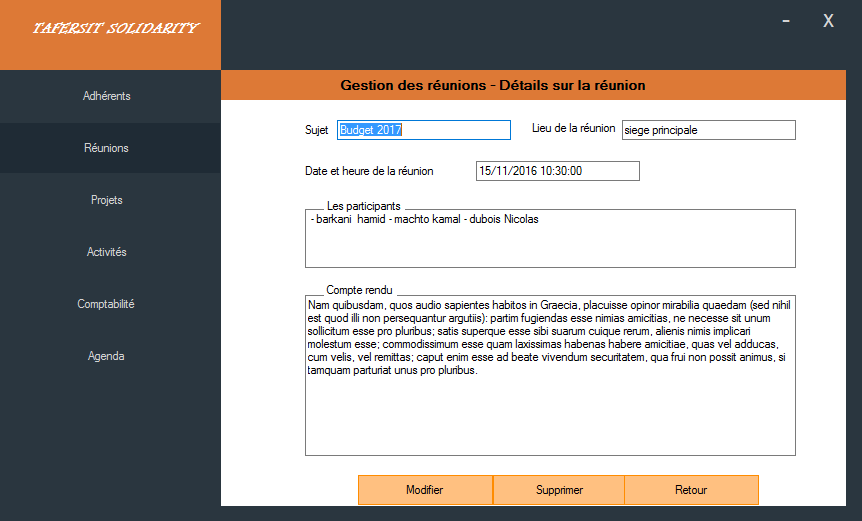 TAFERSIT SOLIDARITY
- X
Adhérents
Réunions
Projets
Activités
Comptabilité
Agenda
Gestion des réunions - Détails sur la réunion
Sujet Budget 2017 Lieu de la réunion siege principale
Date et heure de la réunion 15/11/2016 10:30:00
Les participants
- barkani hamid - machto kamal - dubois Nicolas
Compte rendu
Nam quibusdam, quos audio sapientes habitos in Graecia, placuisse opinor mirabilia quaedam (sed nihil
est quod illi non persequantur argutiis): partim fugiendas esse nimias amicitias, ne necesse sit unum
sollicitum esse pro pluribus; satis superque esse sibi suarum cuique rerum, alienis nimis implicari
molestum esse; commodissimum esse quam laxissimas habenas habere amicitiae, quas vel adducas,
cum velis, vel remittas; caput enim esse ad beate vivendum securitatem, qua frui non possit animus, si
tamquam parturiat unus pro pluribus.
Modifier Supprimer Retour